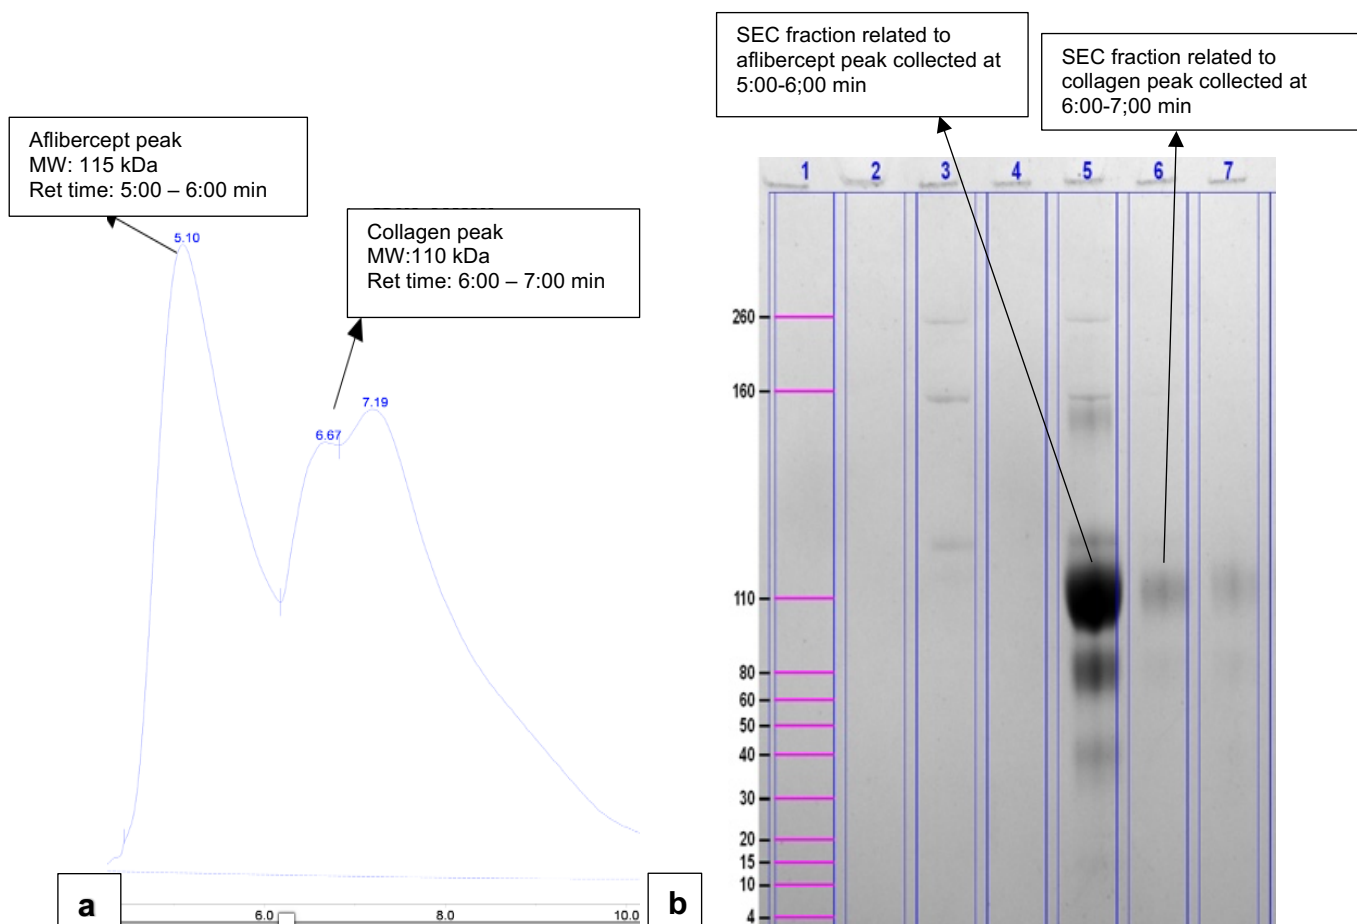 SEC fraction related to
aflibercept peak collected at
5:00-6;00 min
SEC fraction related to
collagen peak collected at
6:00-7;00 min
Aflibercept peak
MW: 115 kDa
Ret time: 5:00 – 6:00 min
Collagen peak
MW:110 kDa
Ret time: 6:00 – 7:00 min
5.10
6.67
7.19
6.0
8.0
10.0
a
1 2 3 4 5 6 7
260
160
110
80
60
50
40
30
20
15
10
4
b